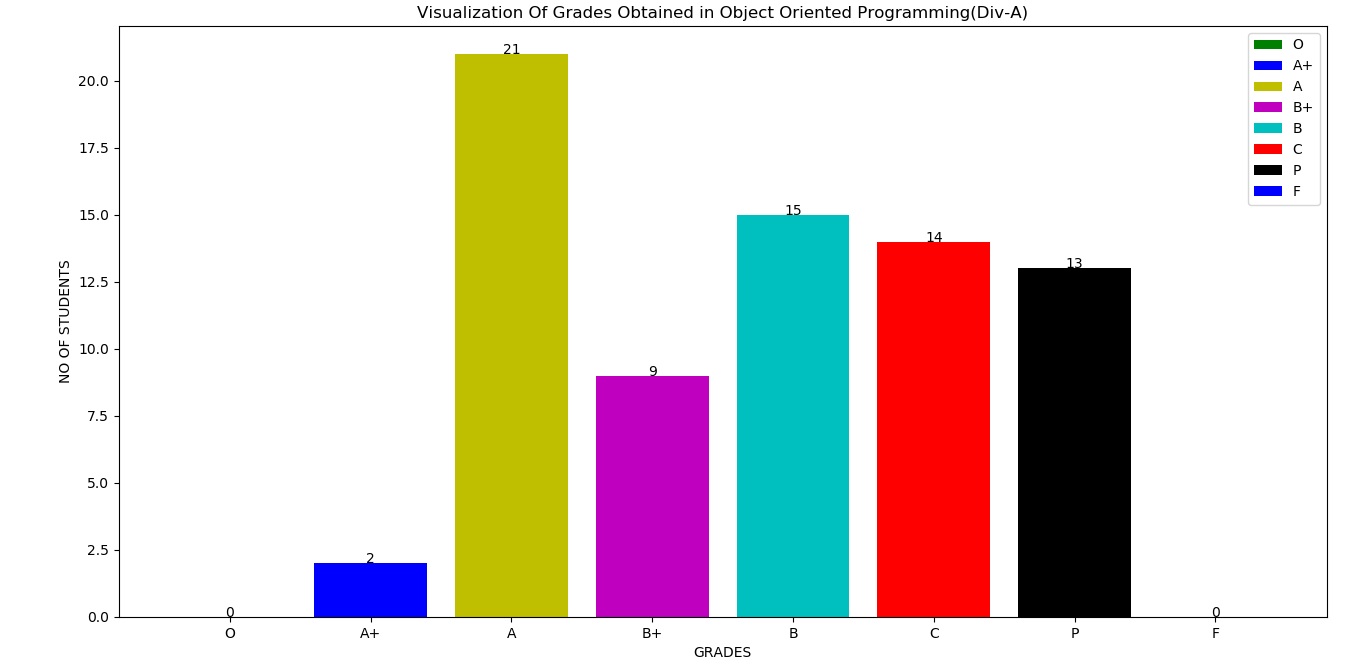 Visualization Of Grades Obtained in Object Oriented Programming(Div-A)
O
A+
A
B+
B
C
P
F
NO OF STUDENTS
20.0
17.5
15.0
12.5
10.0
7.5
5.0
2.5
0.0
0
2
21
9
15
14
13
0
O A+ A B+ B C P F
GRADES